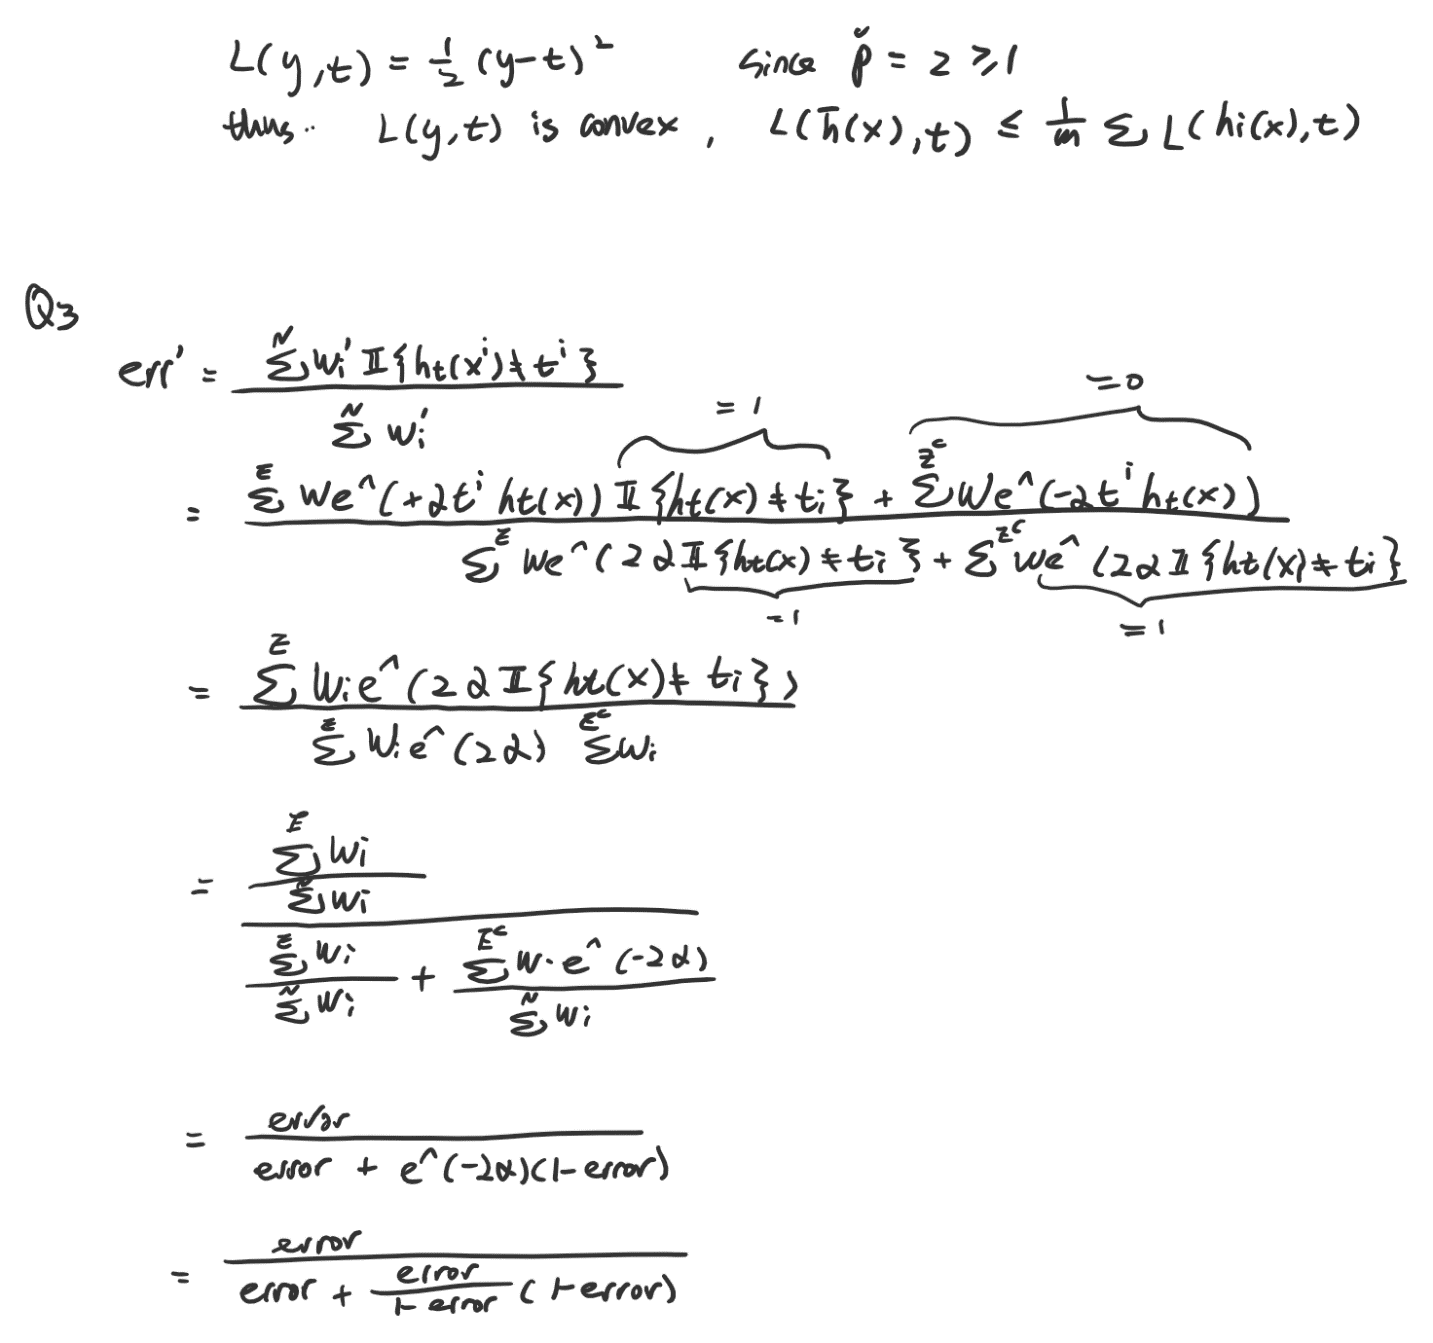 L(y,t) = 1/2 (y-t)^2 since p = 2 ≥ 1
thus.. L(y,t) is convex, L(h̄(x),t) ≤ 1/m Σ L(hi(x),t)
Q3
err' = Σ^N wi' 𝕀{ht(x^i) ≠ t^i} / Σ^N wi'
= 1
= 0
= Σ^E we^(+2t^i ht(x)) 𝕀{ht(x) ≠ ti} + Σ^E^c We^(-2t^i ht(x)) / Σ^E we^(2α 𝕀{ht(x) ≠ ti} + Σ^E^c we^(2α 𝕀{ht(x) ≠ ti}
= 1
= 1
= Σ^E Wi e^(2α 𝕀{ht(x) ≠ ti}) / Σ^E Wi e^(2α) Σ^E^c wi
= (Σ^E wi / Σ^N wi) / (Σ^E wi / Σ^N wi + Σ^E^c w·e^(-2α) / Σ^N wi)
= error / error + e^(-2α)(1-error)
= error / error + error/1-error (1-error)